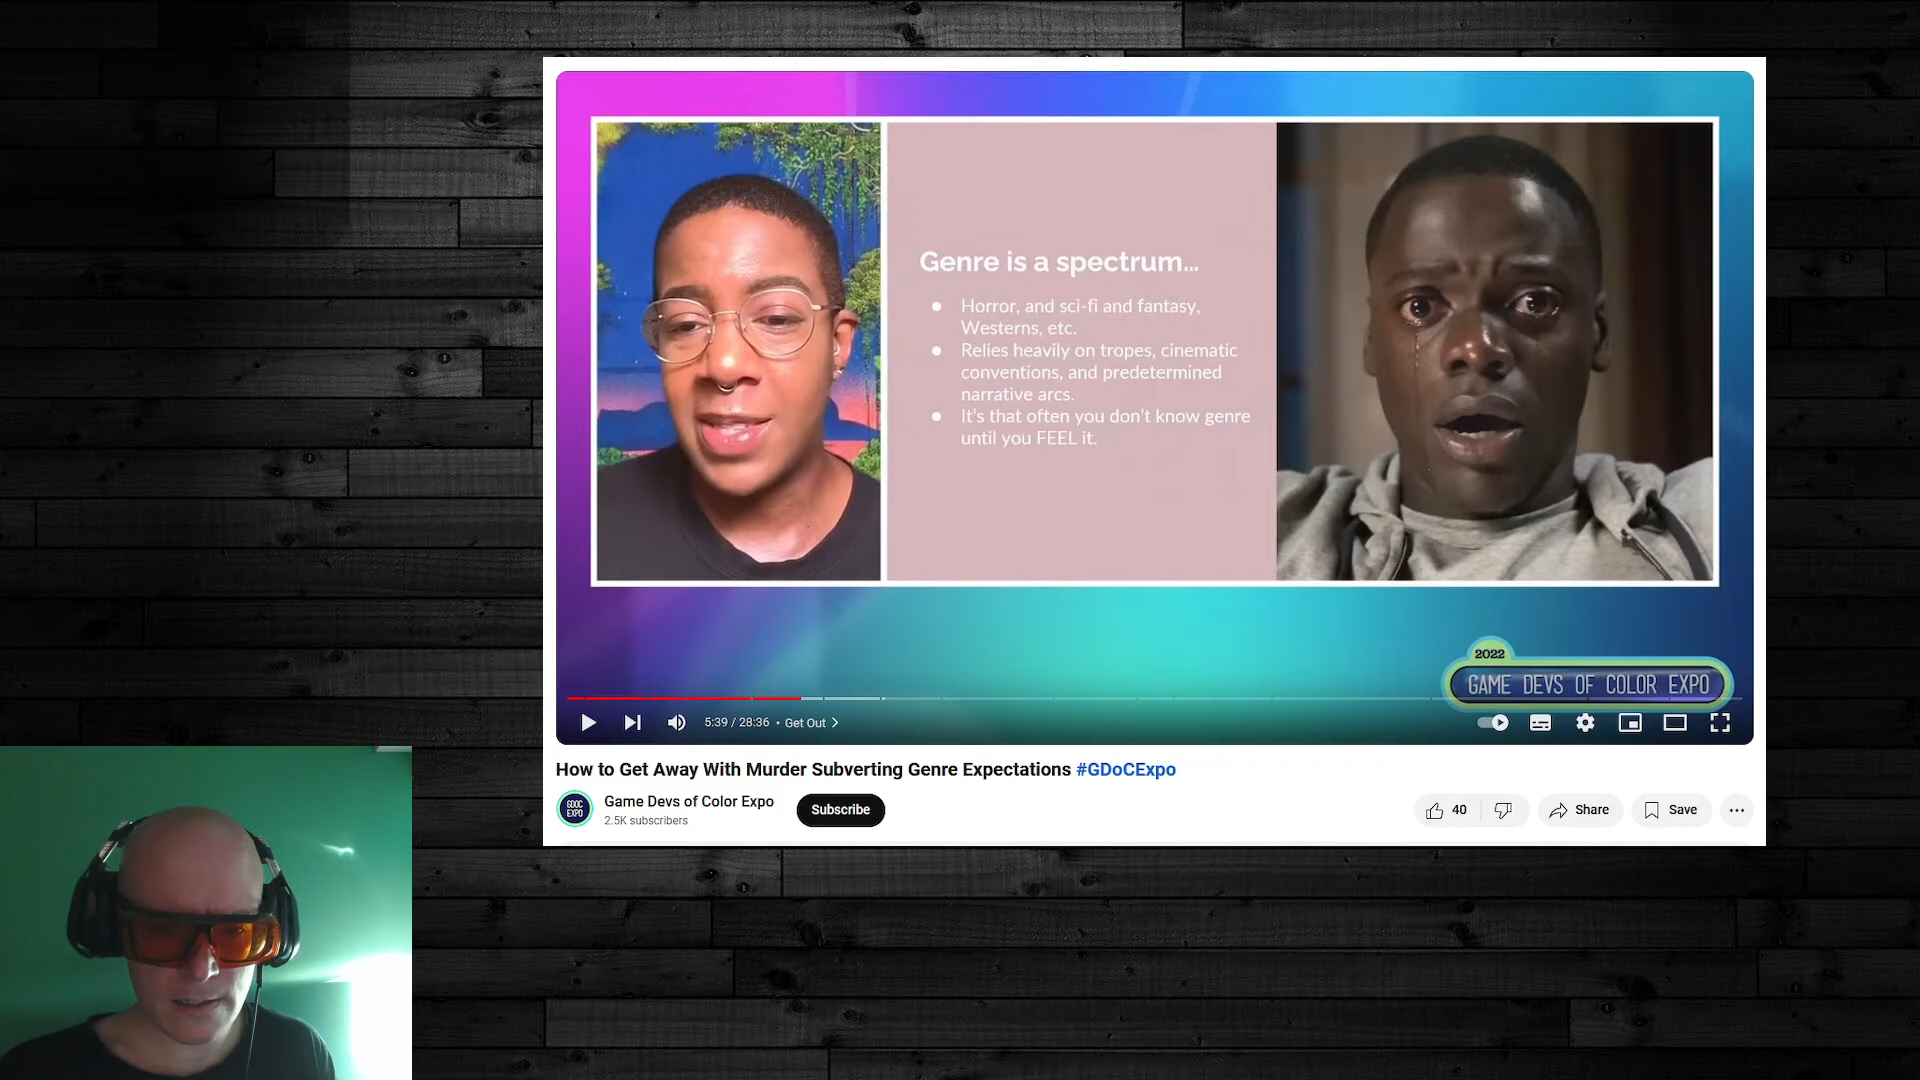 Genre is a spectrum...
● Horror, and sci-fi and fantasy,
Westerns, etc.
● Relies heavily on tropes, cinematic
conventions, and predetermined
narrative arcs.
● It's that often you don't know genre
until you FEEL it.
2022
GAME DEVS OF COLOR EXPO
5:39 / 28:36 • Get Out >
How to Get Away With Murder Subverting Genre Expectations #GDoCExpo
GDOC
EXPO
Game Devs of Color Expo
2.5K subscribers
Subscribe
40
Share
Save